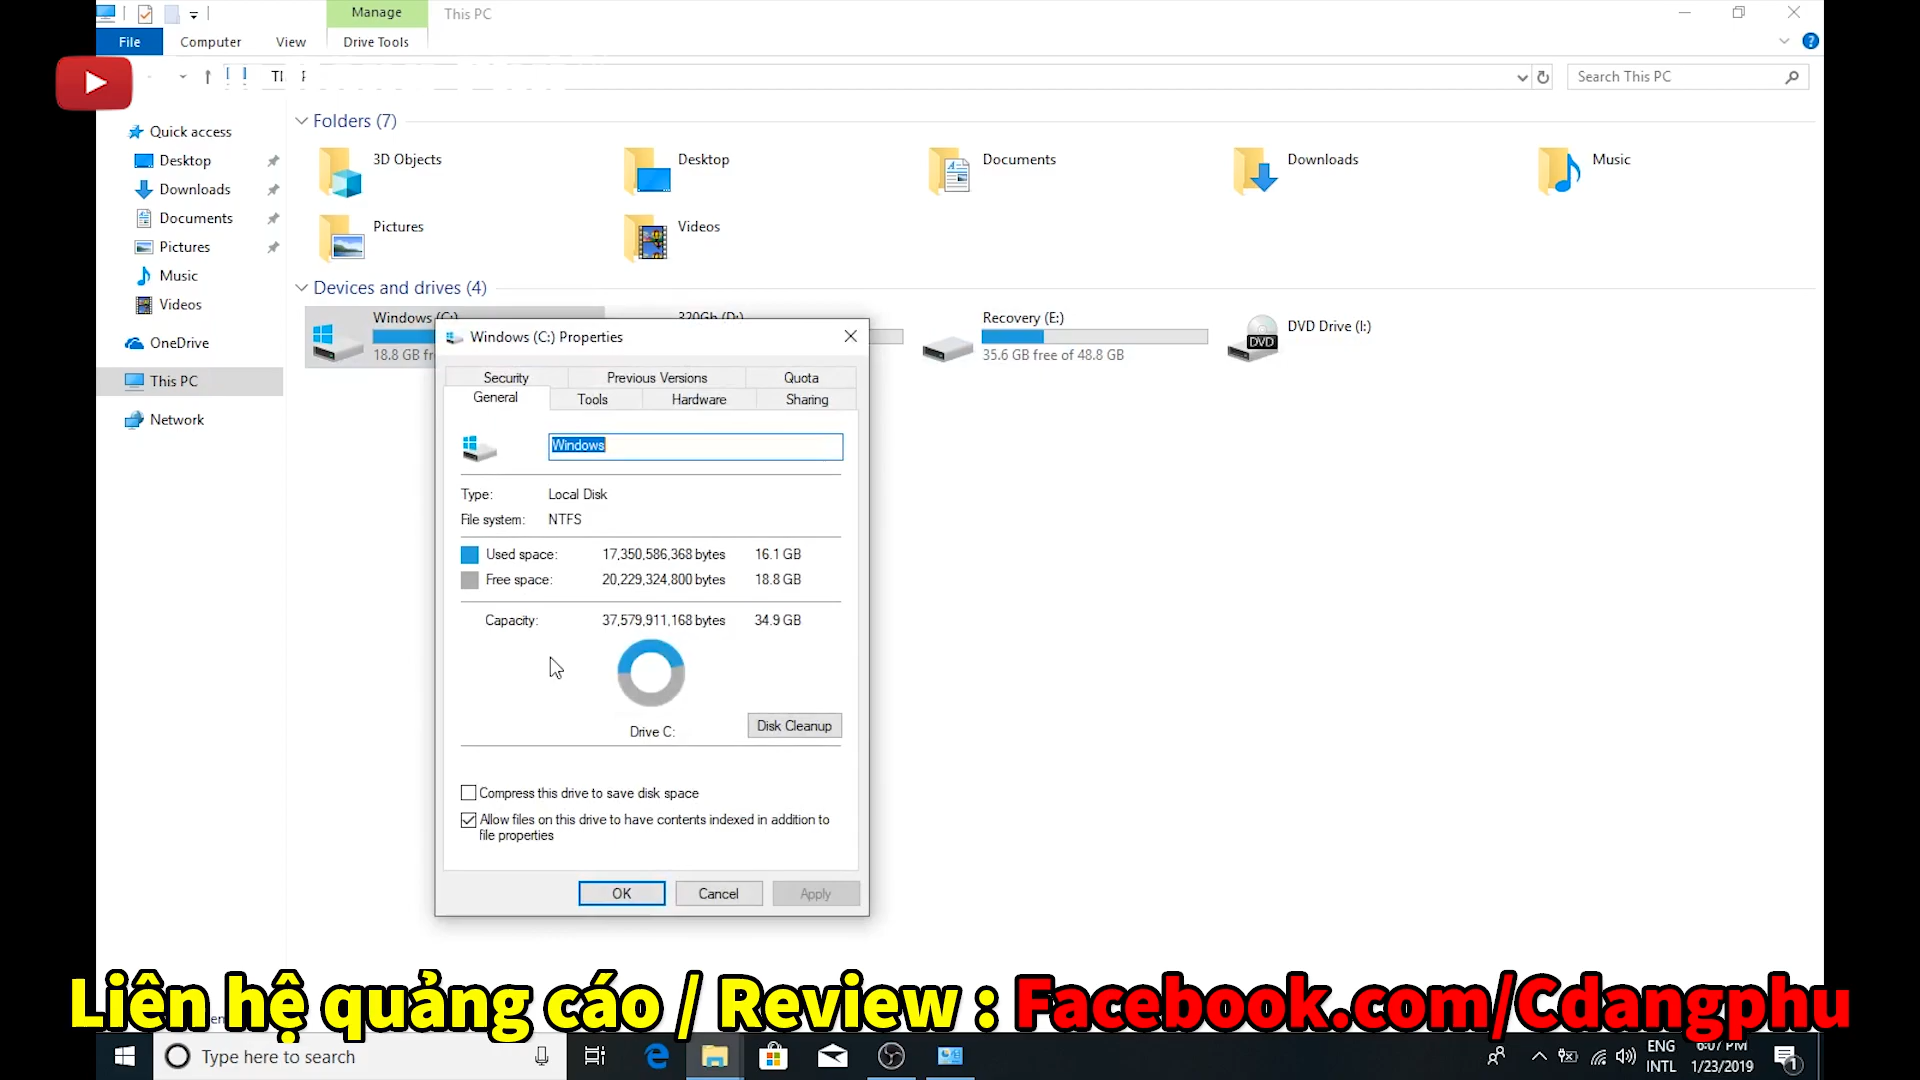 Manage
This PC
File
Computer
View
Drive Tools
Search This PC
Quick access
Desktop
Downloads
Documents
Pictures
Music
Videos
OneDrive
This PC
Network
Folders (7)
3D Objects
Desktop
Documents
Downloads
Music
Pictures
Videos
Devices and drives (4)
Windows (C:)
18.8 GB
320Gb (D:)
Recovery (E:)
35.6 GB free of 48.8 GB
DVD Drive (I:)
DVD
Windows (C:) Properties
Security
Previous Versions
Quota
General
Tools
Hardware
Sharing
Windows
Type: Local Disk
File system: NTFS
Used space: 17,350,586,368 bytes 16.1 GB
Free space: 20,229,324,800 bytes 18.8 GB
Capacity: 37,579,911,168 bytes 34.9 GB
Drive C:
Disk Cleanup
Compress this drive to save disk space
Allow files on this drive to have contents indexed in addition to
file properties
OK
Cancel
Apply
Liên hệ quảng cáo / Review : Facebook.com/Cdangphu
Type here to search
ENG
INTL
6:07 PM
1/23/2019
1